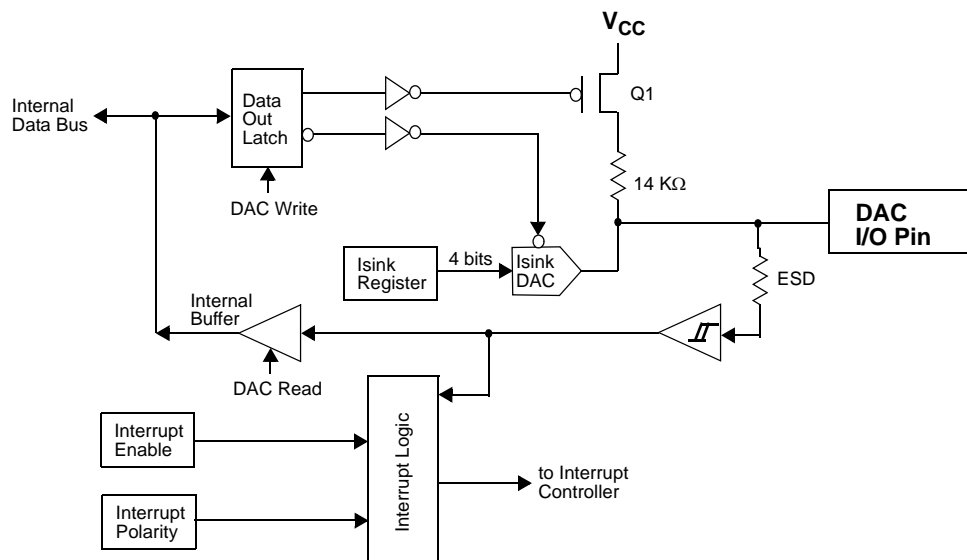 VCC
Q1
Internal
Data Bus
Data
Out
Latch
14 KΩ
DAC Write
DAC
I/O Pin
Isink
Register
4 bits
Isink
DAC
ESD
Internal
Buffer
DAC Read
Interrupt
Enable
Interrupt Logic
to Interrupt
Controller
Interrupt
Polarity